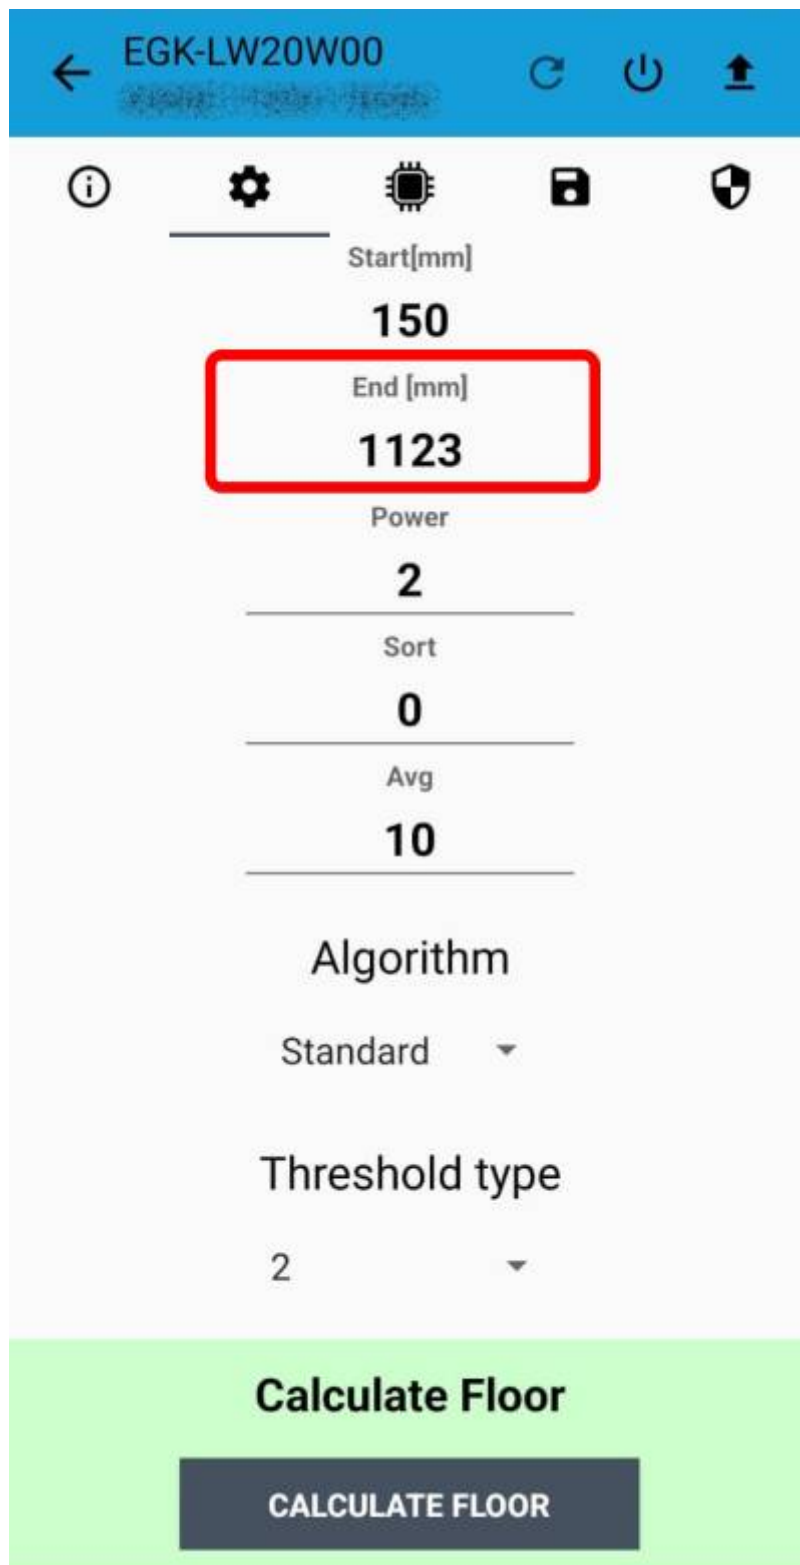 EGK-LW20W00
Start[mm]
150
End [mm]
1123
Power
2
Sort
0
Avg
10
Algorithm
Standard
Threshold type
2
Calculate Floor
CALCULATE FLOOR